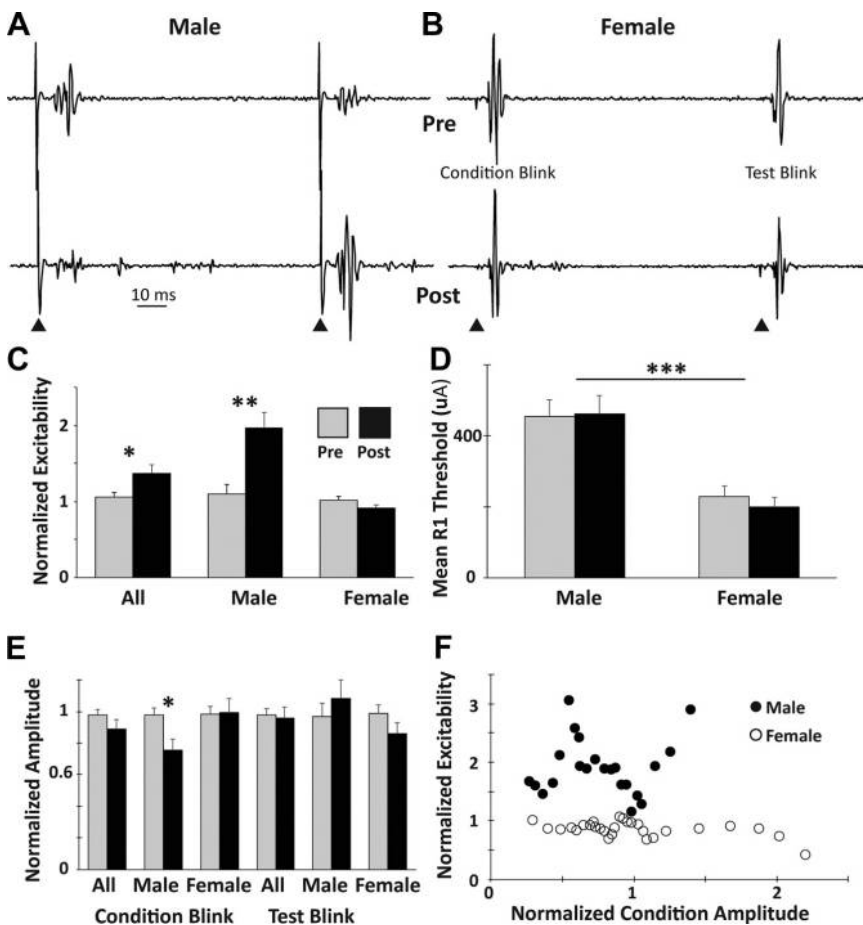 A
Male
B
Female
Pre
Condition Blink
Test Blink
10 ms
Post
C
Normalized Excitability
2
1
0
*
**
Pre
Post
All
Male
Female
D
Mean R1 Threshold (uA)
400
0
***
Male
Female
E
Normalized Amplitude
1
0.6
0
*
All
Male
Female
All
Male
Female
Condition Blink
Test Blink
F
Normalized Excitability
3
2
1
0
Male
Female
0
1
2
Normalized Condition Amplitude